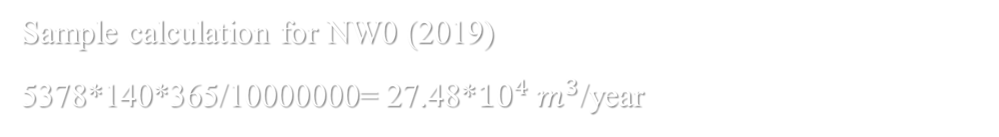 Sample calculation for NW0 (2019)
5378*140*365/10000000= 27.48*10⁴ m³/year